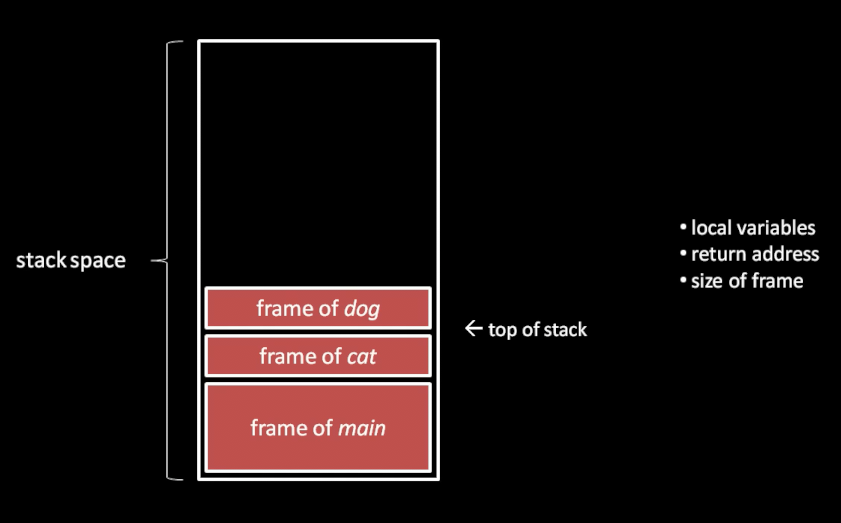 stack space
frame of dog
frame of cat
frame of main
← top of stack
• local variables
• return address
• size of frame